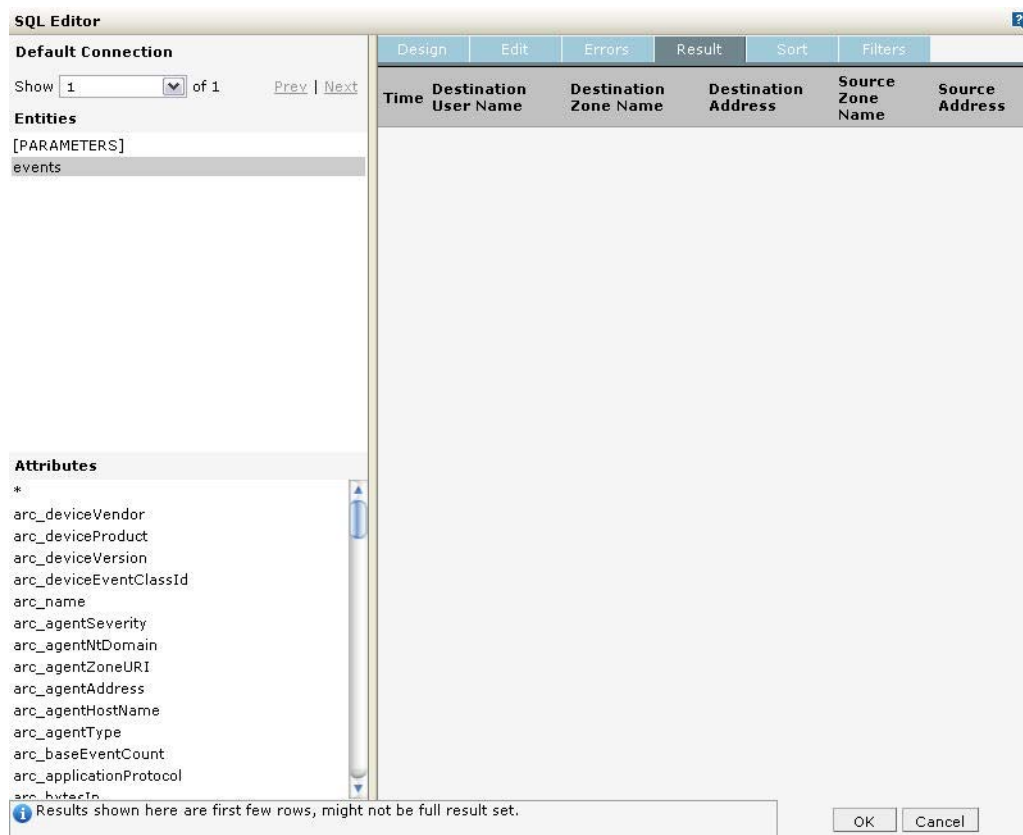 SQL Editor
?
Default Connection
Show 1 of 1 Prev | Next
Entities
[PARAMETERS]
events
Attributes
*
arc_deviceVendor
arc_deviceProduct
arc_deviceVersion
arc_deviceEventClassId
arc_name
arc_agentSeverity
arc_agentNtDomain
arc_agentZoneURI
arc_agentAddress
arc_agentHostName
arc_agentType
arc_baseEventCount
arc_applicationProtocol
arc_bytesIn
Design Edit Errors Result Sort Filters
Time
Destination
User Name
Destination
Zone Name
Destination
Address
Source
Zone
Name
Source
Address
Results shown here are first few rows, might not be full result set.
OK Cancel